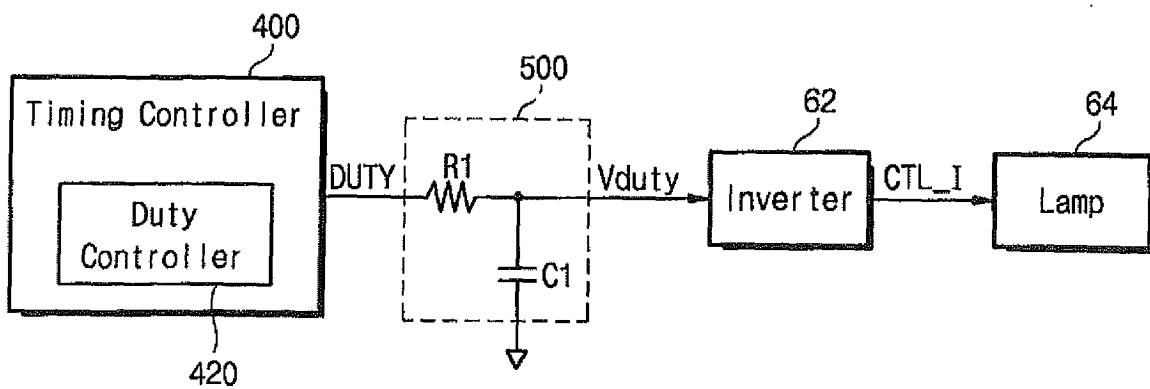 400
Timing Controller
Duty
Controller
420
DUTY
500
R1
C1
Vduty
62
Inverter
CTL_I
64
Lamp